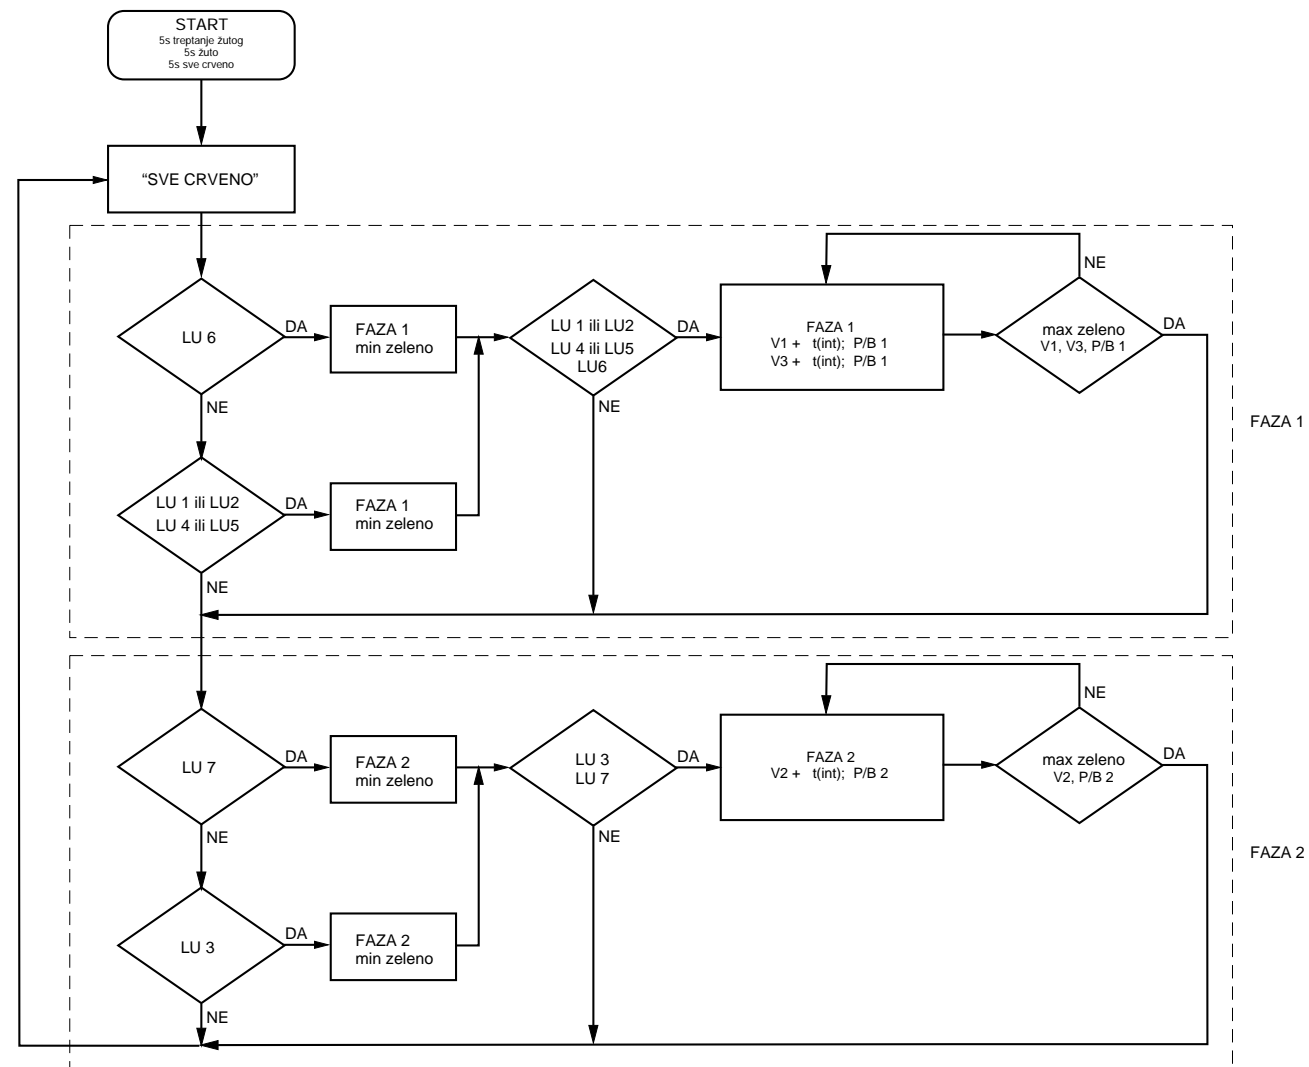 START
5s treptanje žutog
5s žuto
5s sve crveno
“SVE CRVENO”
LU 6
DA
NE
FAZA 1
min zeleno
LU 1 ili LU2
LU 4 ili LU5
LU6
DA
NE
FAZA 1
V1 + t(int); P/B 1
V3 + t(int); P/B 1
NE
max zeleno
V1, V3, P/B 1
DA
LU 1 ili LU2
LU 4 ili LU5
DA
NE
FAZA 1
min zeleno
FAZA 1
LU 7
DA
NE
FAZA 2
min zeleno
LU 3
LU 7
DA
NE
FAZA 2
V2 + t(int); P/B 2
NE
max zeleno
V2, P/B 2
DA
LU 3
DA
NE
FAZA 2
min zeleno
FAZA 2